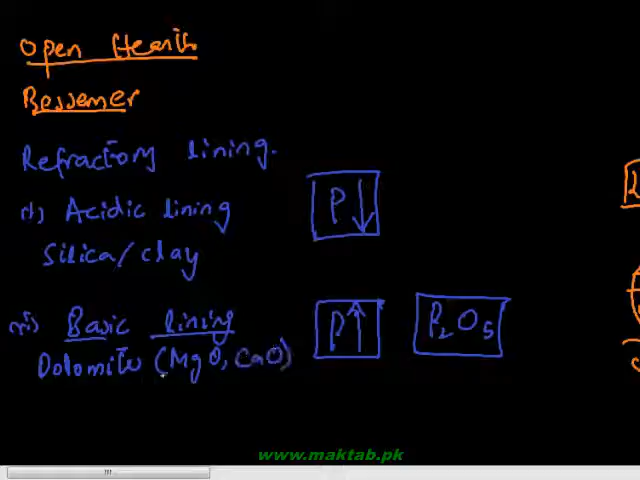 Open Hearth
Bessemer
Refractory lining.
i) Acidic lining
P↓
Silica/clay
ii) Basic lining
P↑
P2O5
Dolomite (MgO, CaO)
www.maktab.pk